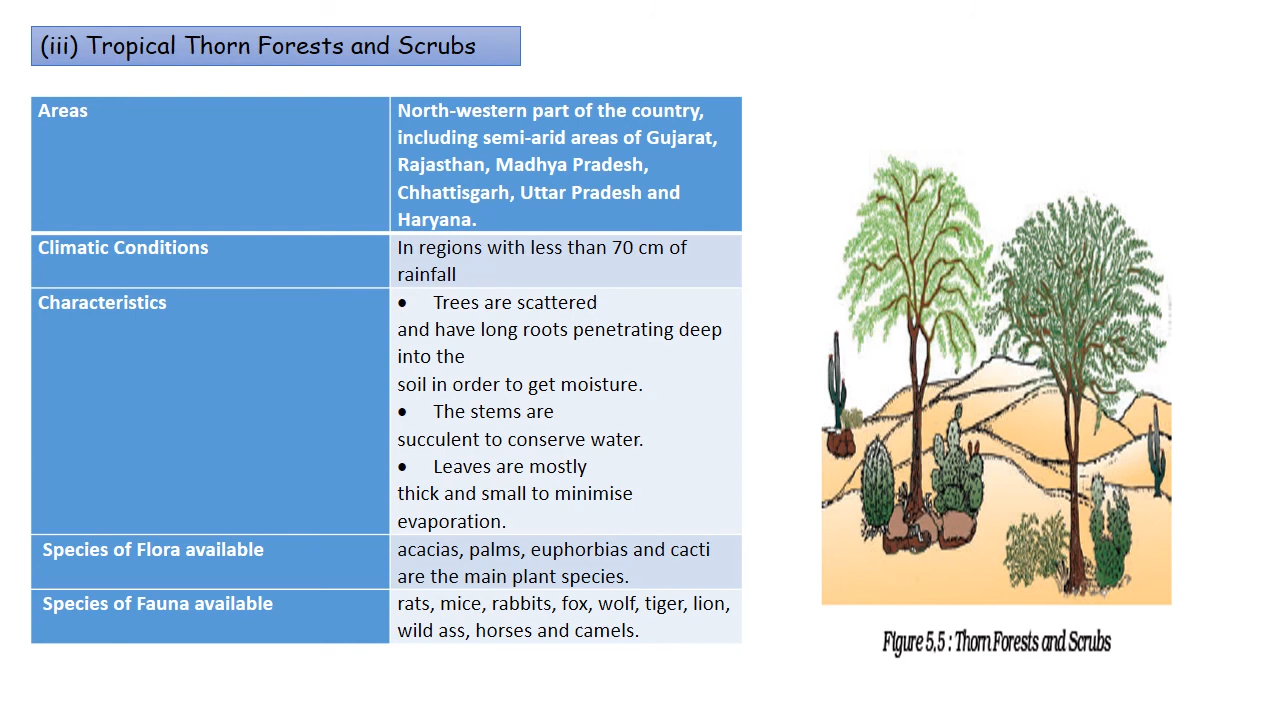 (iii) Tropical Thorn Forests and Scrubs
Areas
North-western part of the country,
including semi-arid areas of Gujarat,
Rajasthan, Madhya Pradesh,
Chhattisgarh, Uttar Pradesh and
Haryana.
Climatic Conditions
In regions with less than 70 cm of
rainfall
Characteristics
• Trees are scattered
and have long roots penetrating deep
into the
soil in order to get moisture.
• The stems are
succulent to conserve water.
• Leaves are mostly
thick and small to minimise
evaporation.
Species of Flora available
acacias, palms, euphorbias and cacti
are the main plant species.
Species of Fauna available
rats, mice, rabbits, fox, wolf, tiger, lion,
wild ass, horses and camels.
Figure 5.5 : Thorn Forests and Scrubs